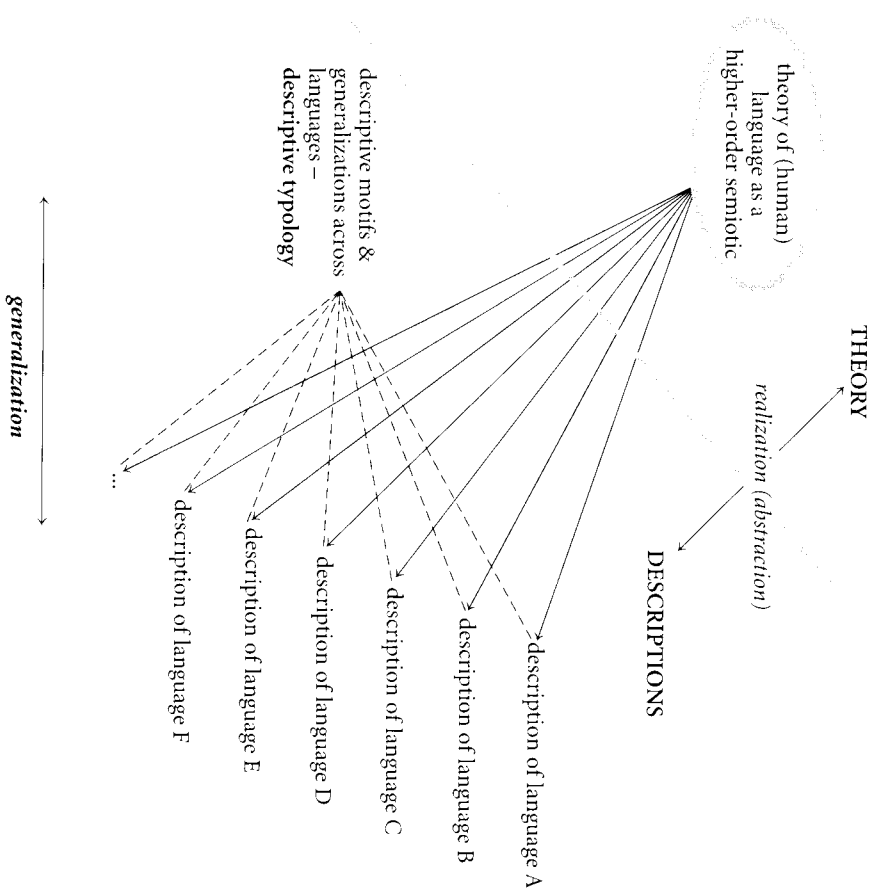 THEORY
realization (abstraction)
DESCRIPTIONS
theory of (human)
language as a
higher-order semiotic
description of language A
description of language B
description of language C
description of language D
description of language E
description of language F
...
descriptive motifs &
generalizations across
languages –
descriptive typology
generalization